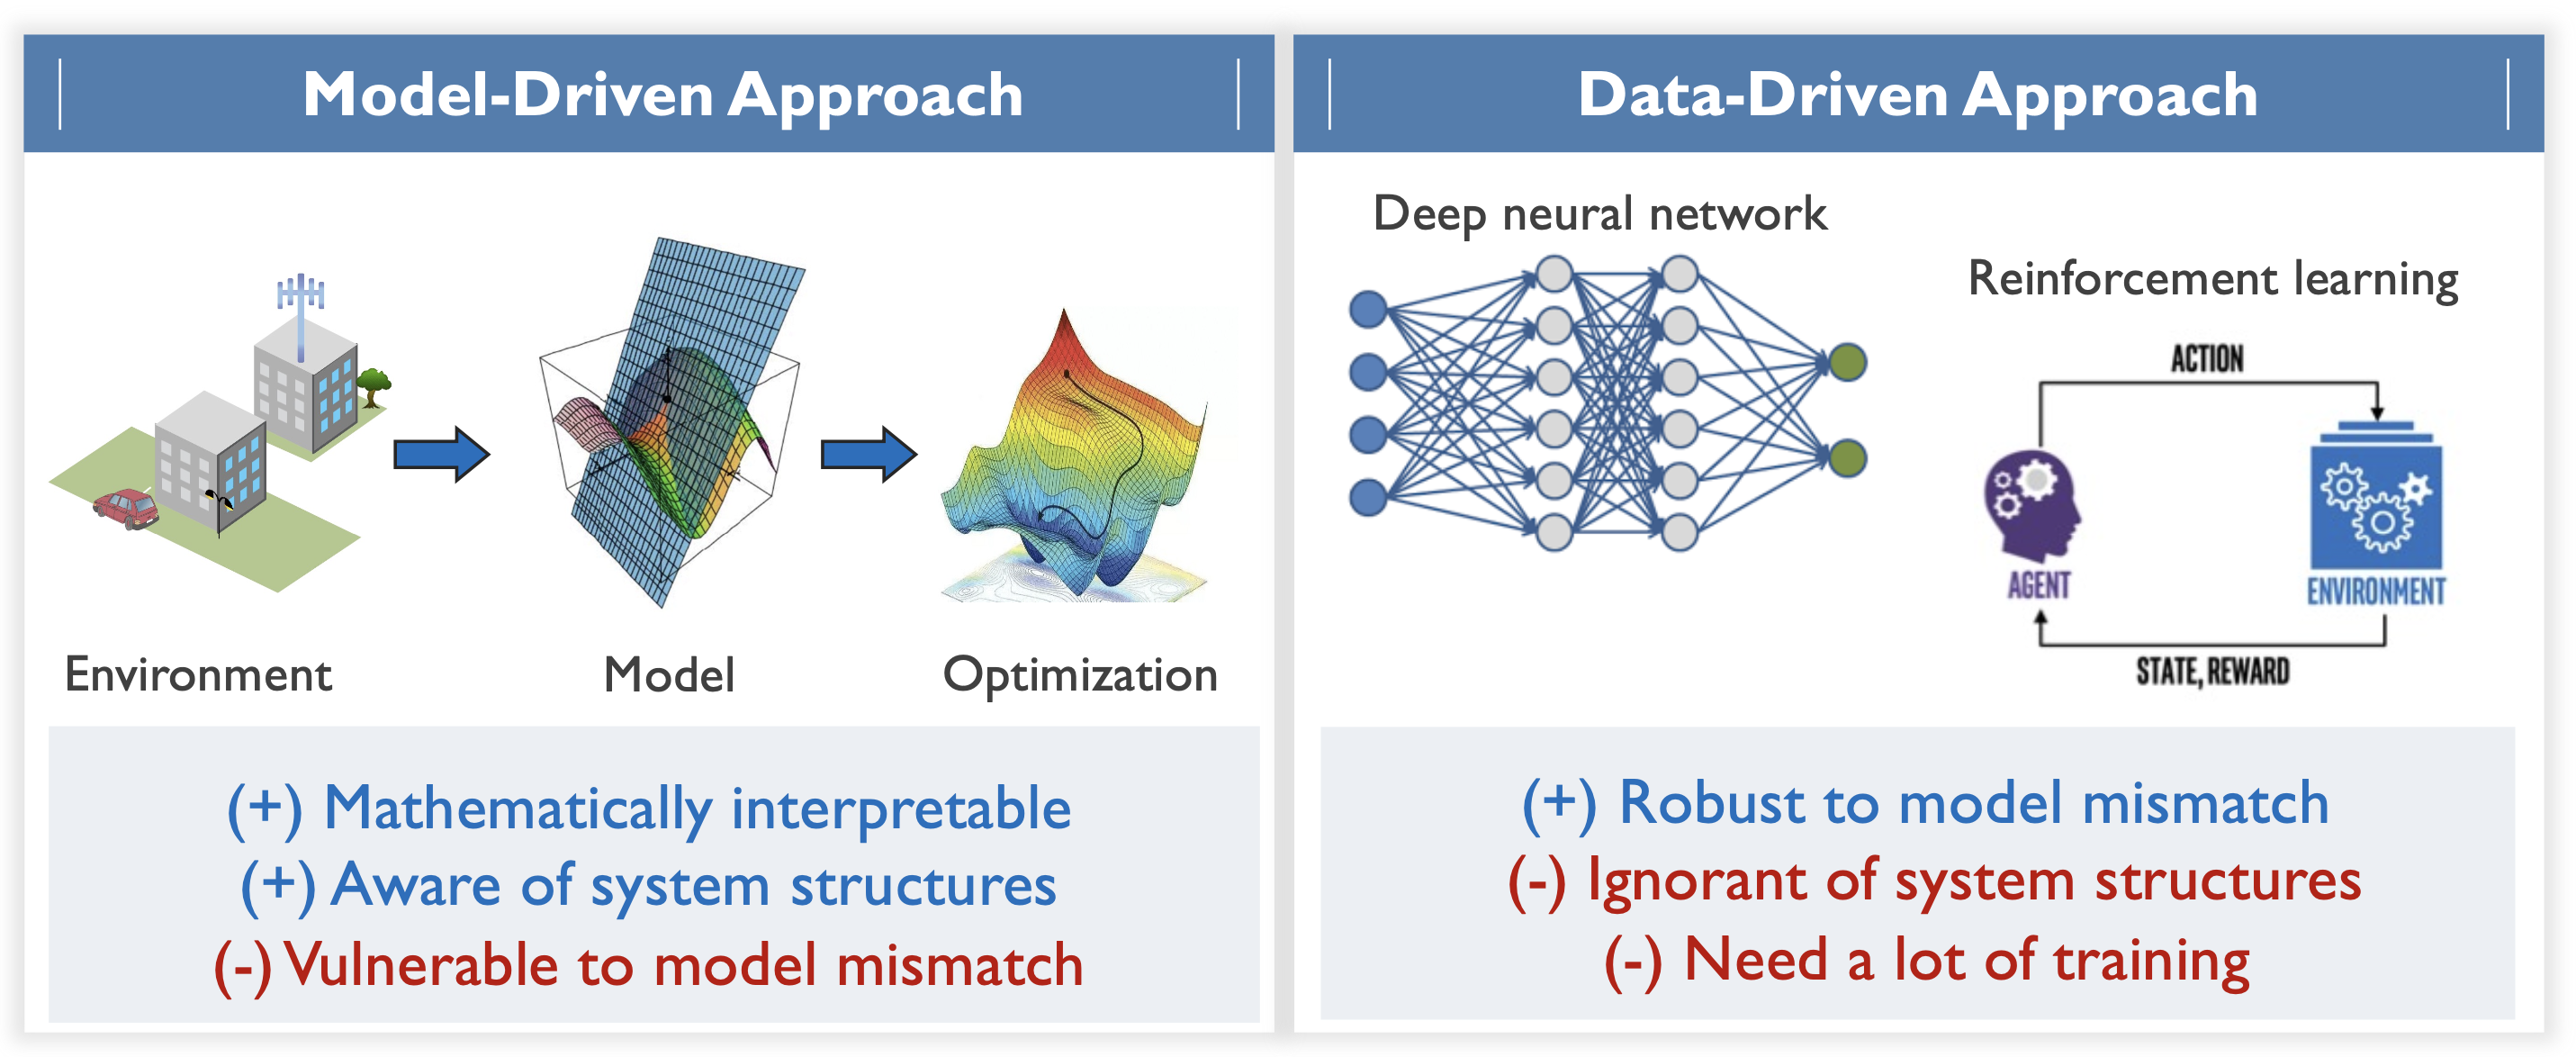 Model-Driven Approach
Environment
Model
Optimization
(+) Mathematically interpretable
(+) Aware of system structures
(-) Vulnerable to model mismatch
Data-Driven Approach
Deep neural network
Reinforcement learning
ACTION
AGENT
ENVIRONMENT
STATE, REWARD
(+) Robust to model mismatch
(-) Ignorant of system structures
(-) Need a lot of training